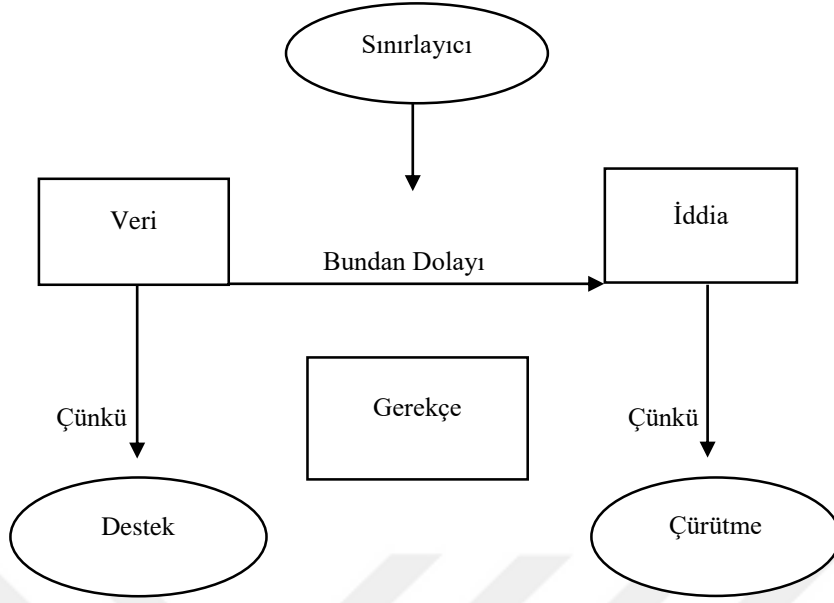 Sınırlayıcı
Veri
İddia
Bundan Dolayı
Gerekçe
Çünkü
Çünkü
Destek
Çürütme